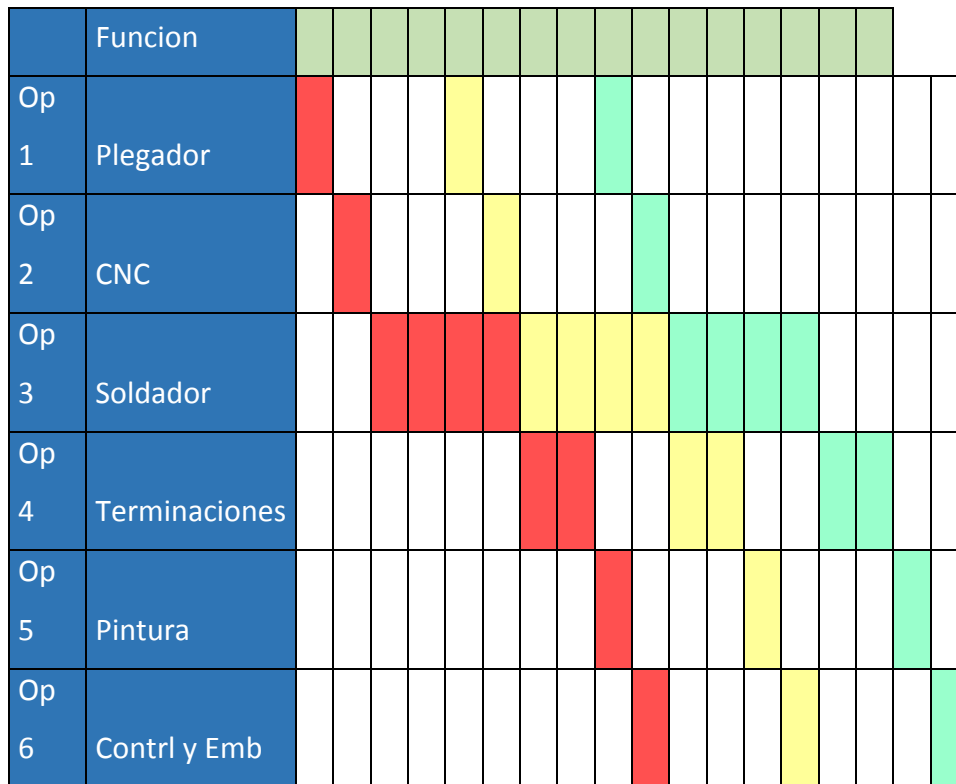 Funcion
Op
1 Plegador
Op
2 CNC
Op
3 Soldador
Op
4 Terminaciones
Op
5 Pintura
Op
6 Contrl y Emb